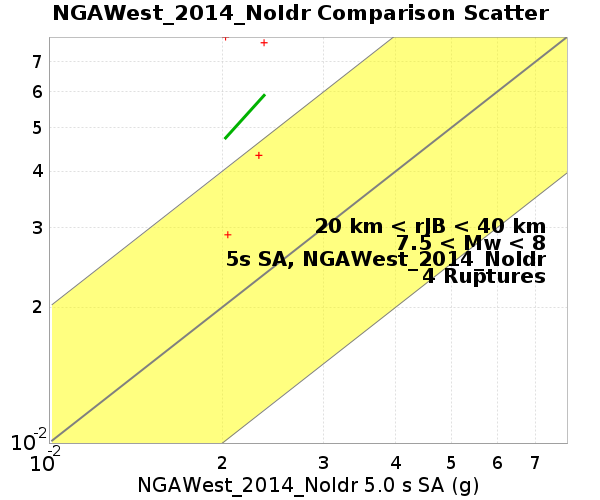 NGAWest_2014_NoIdr Comparison Scatter
7
6
5
4
3
20 km < rJB < 40 km
7.5 < Mw < 8
5s SA, NGAWest_2014_NoIdr
4 Ruptures
2
10-2
10-2 2 3 4 5 6 7
NGAWest_2014_NoIdr 5.0 s SA (g)